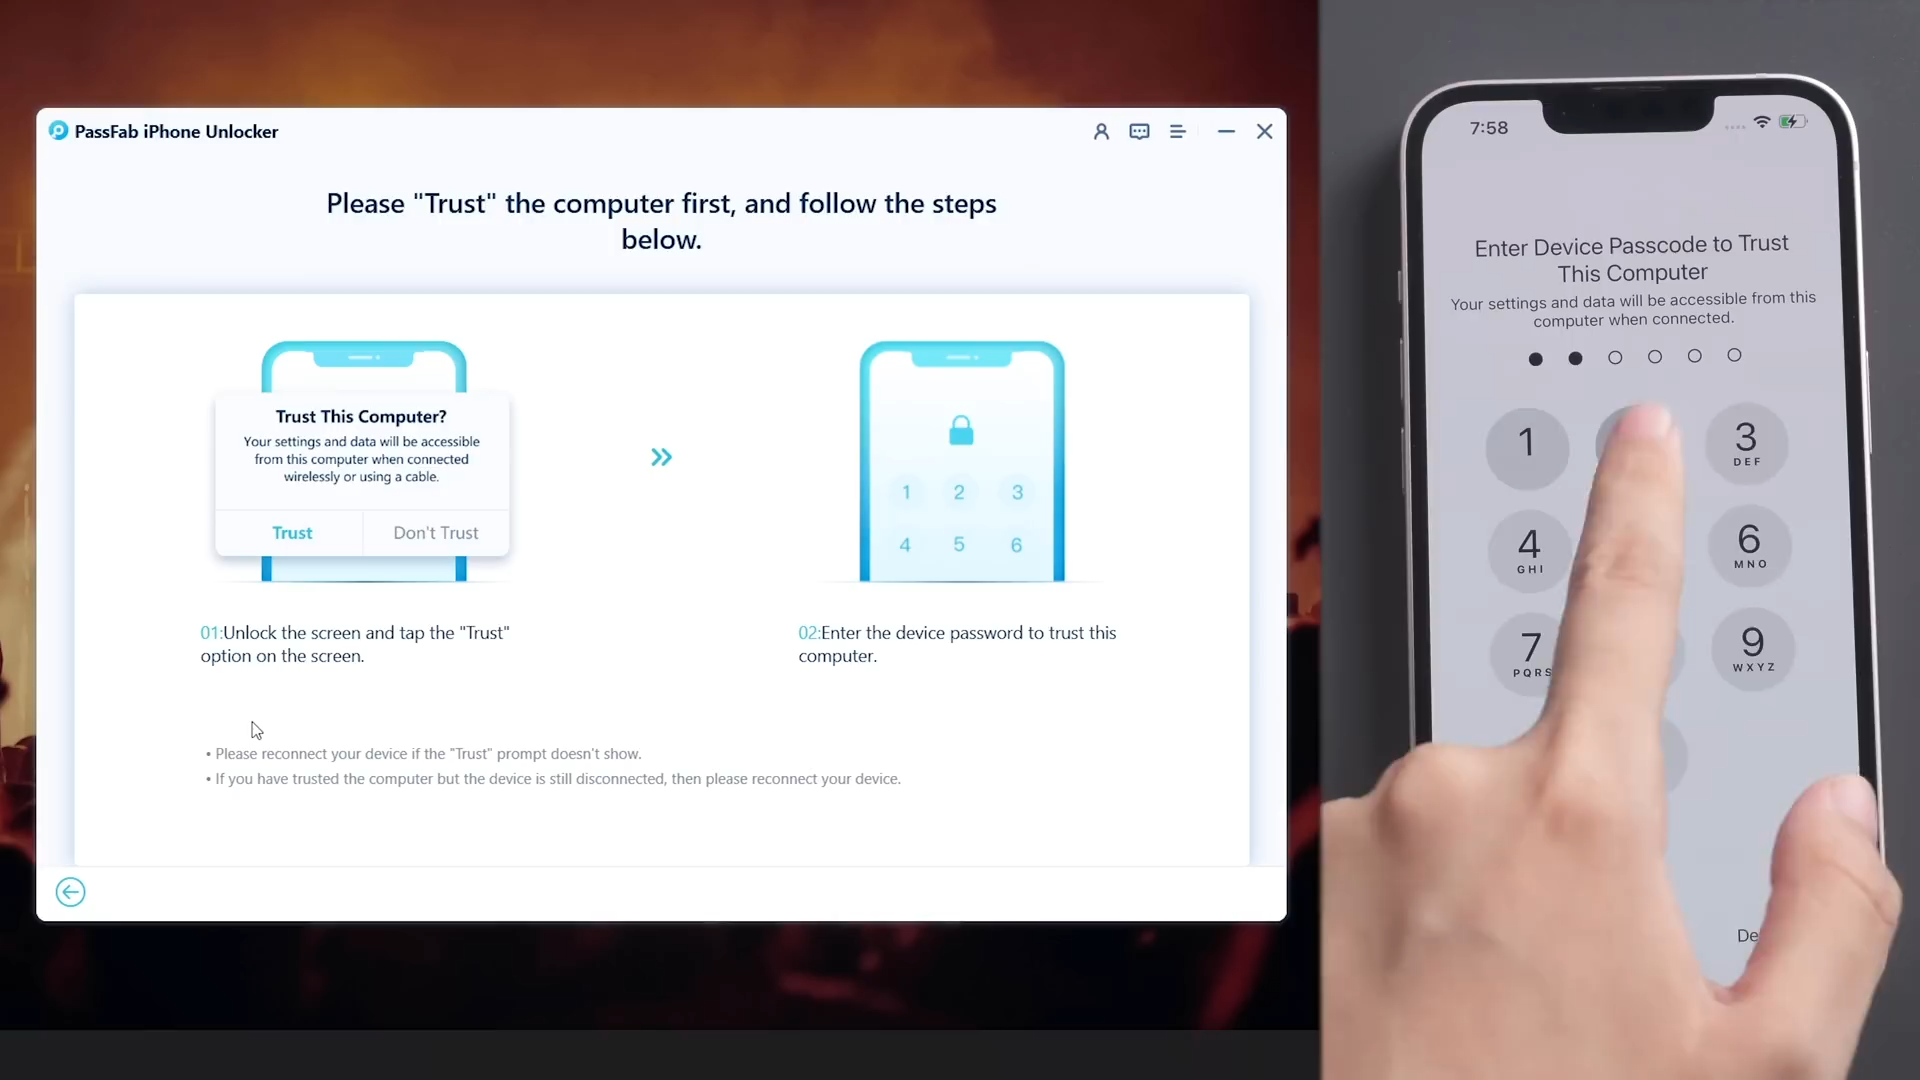 PassFab iPhone Unlocker
Please "Trust" the computer first, and follow the steps
below.
Trust This Computer?
Your settings and data will be accessible
from this computer when connected
wirelessly or using a cable.
Trust
Don't Trust
1 2 3
4 5 6
01:Unlock the screen and tap the "Trust"
option on the screen.
02:Enter the device password to trust this
computer.
• Please reconnect your device if the "Trust" prompt doesn't show.
• If you have trusted the computer but the device is still disconnected, then please reconnect your device.
7:58
Enter Device Passcode to Trust
This Computer
Your settings and data will be accessible from this
computer when connected.
1
3
DEF
4
GHI
6
MNO
7
PQRS
9
WXYZ